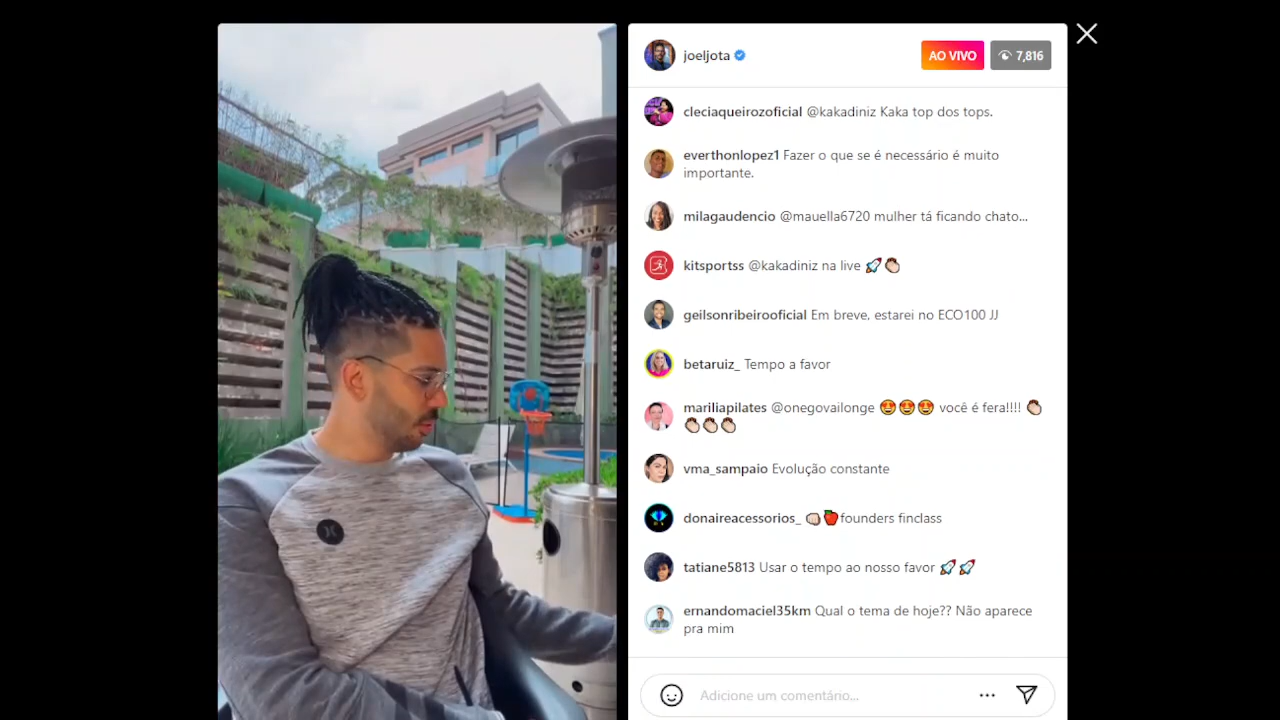 joeljota
AO VIVO
7,816
cleciaqueirozoficial @kakadiniz Kaka top dos tops.
everthonlopez1 Fazer o que se é necessário é muito
importante.
milagaudencio @mauella6720 mulher tá ficando chato...
kitsportss @kakadiniz na live 🚀👏🏻
geilsonribeirooficial Em breve, estarei no ECO100 JJ
betaruiz_ Tempo a favor
mariliapilates @onegovailonge 😍😍😍 você é fera!!!! 👏🏻
👏🏻👏🏻👏🏻
vma_sampaio Evolução constante
donaireacessorios_ 👊🏻🍎founders finclass
tatiane5813 Usar o tempo ao nosso favor 🚀🚀
ernandomaciel35km Qual o tema de hoje?? Não aparece
pra mim
Adicione um comentário...